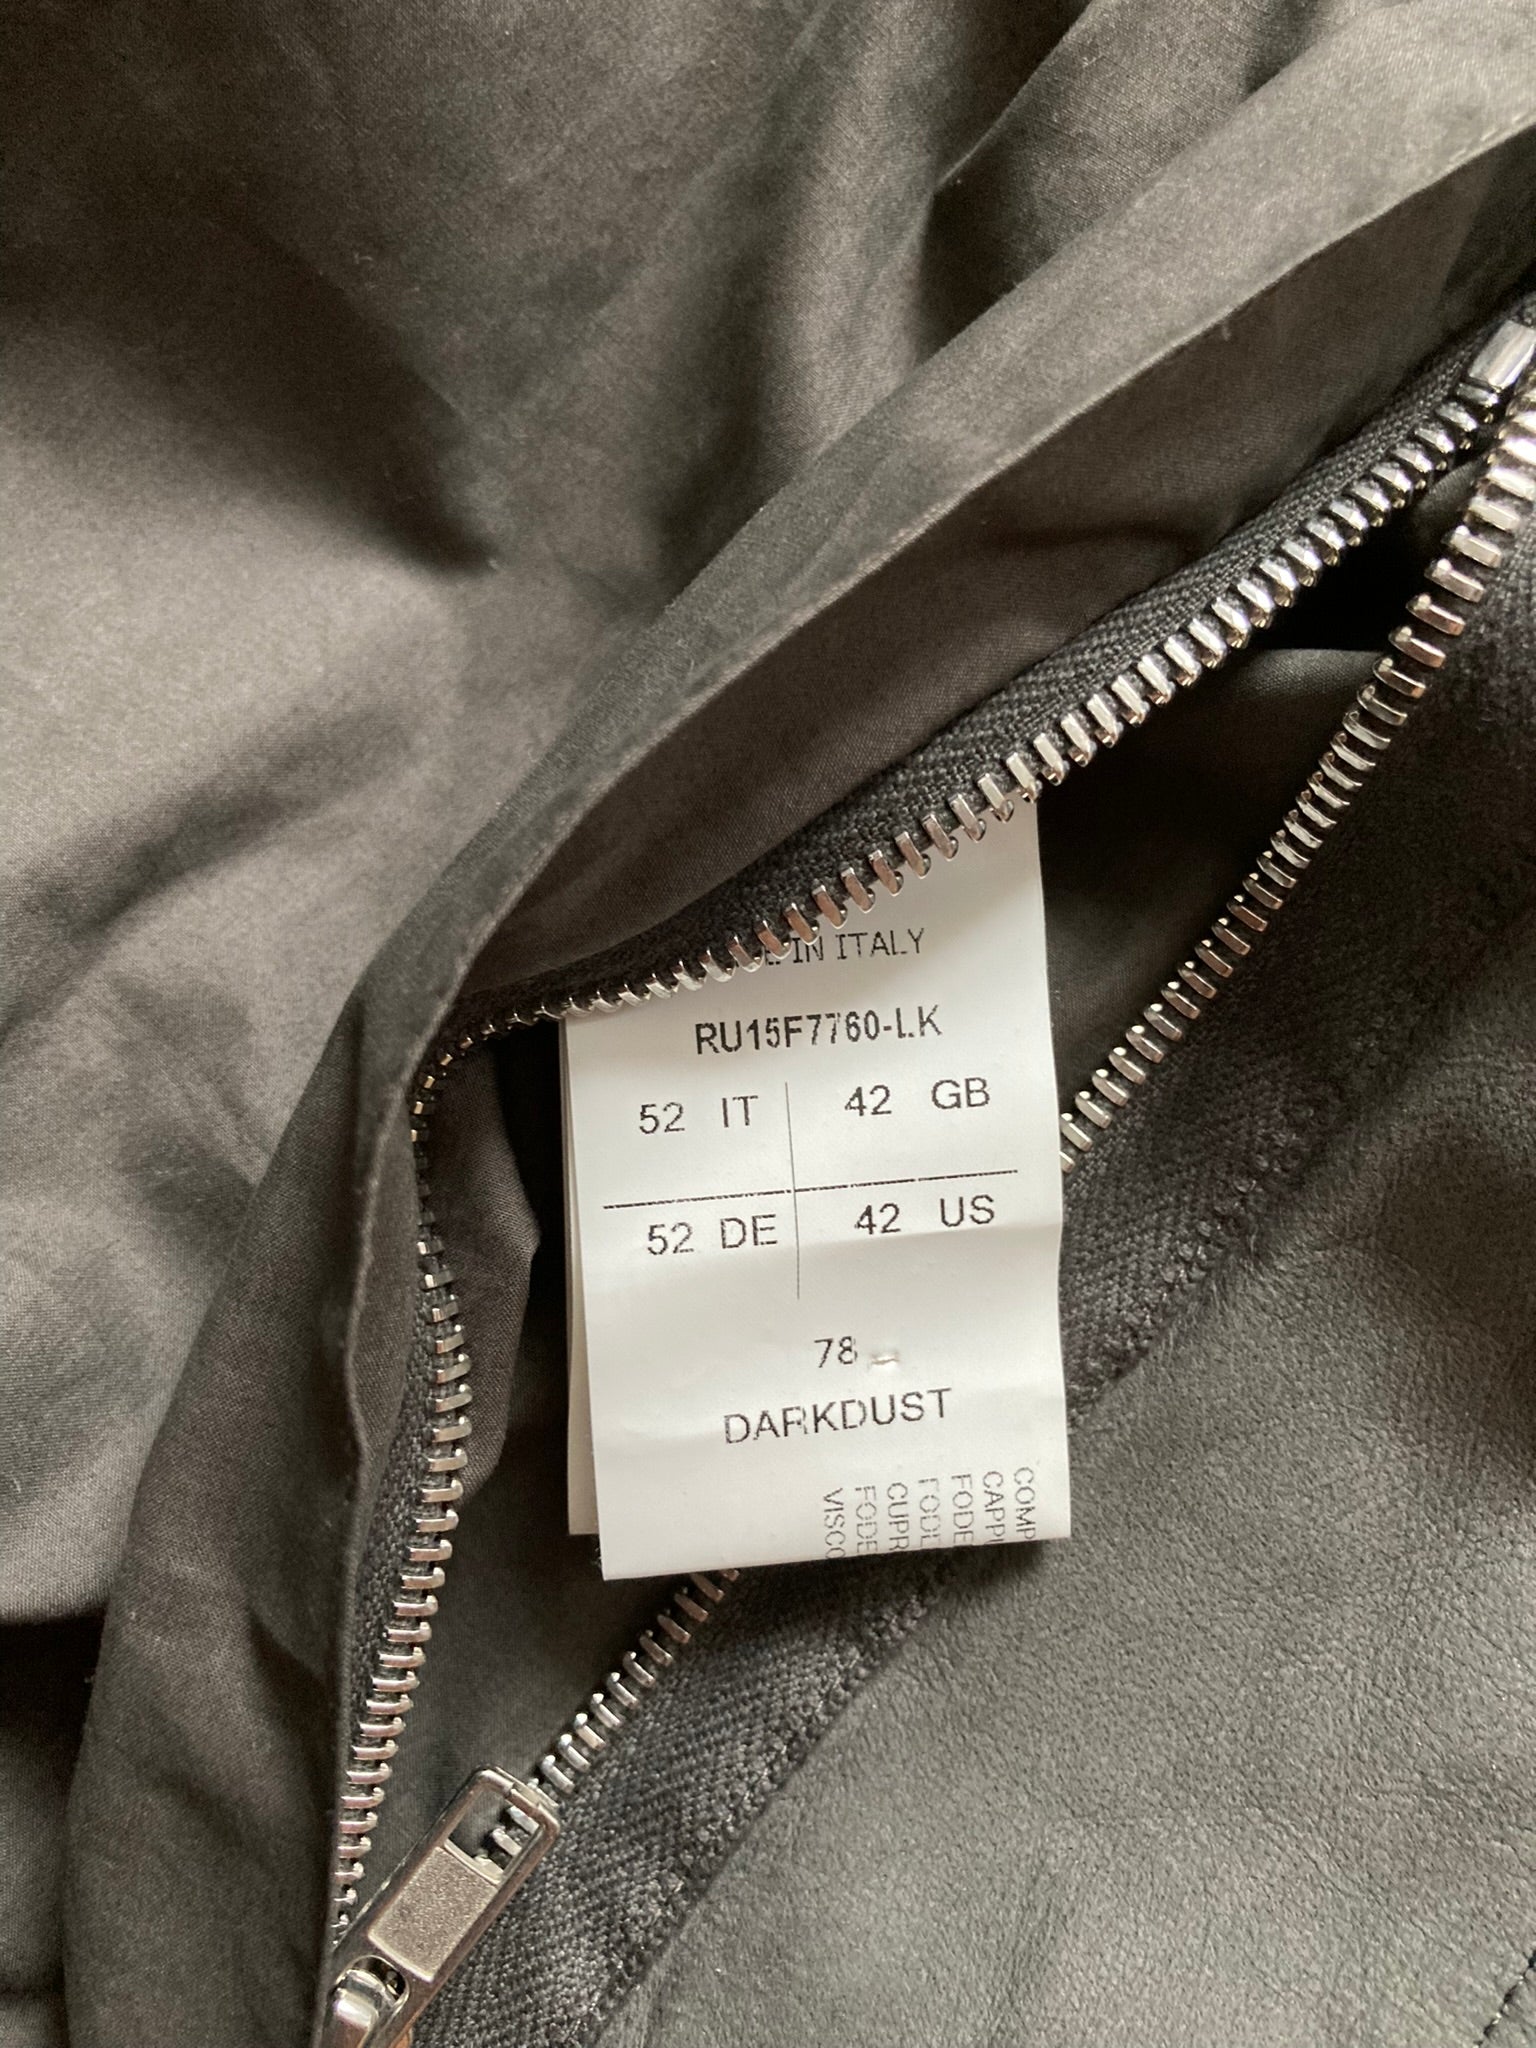 IN ITALY
RU15F7760-LK
52 IT 42 GB
52 DE 42 US
78
DARKDUST
COMP
CAPP
FODE
FODE
CUPR
FODE
VISCO